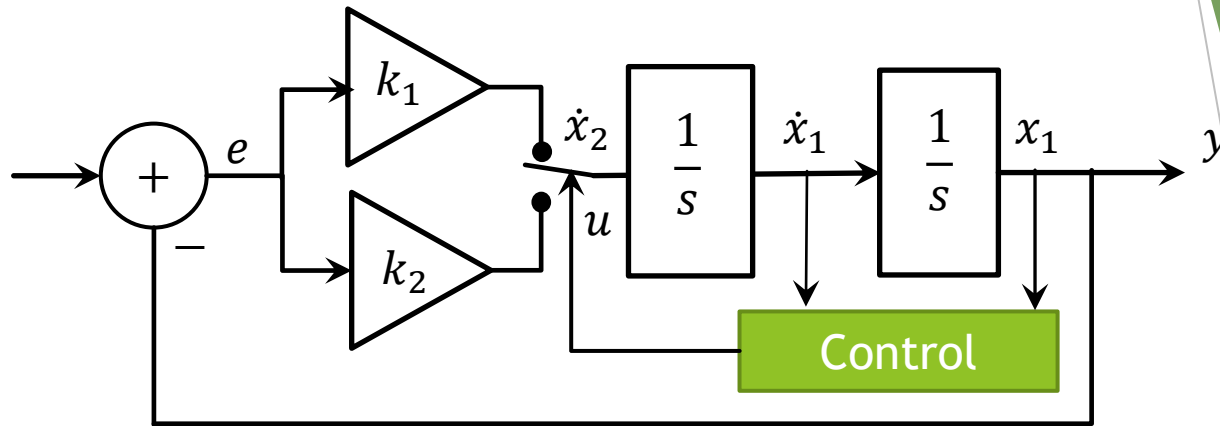 k₁
ẋ₂
1/s
ẋ₁
1/s
x₁
y
+
e
−
k₂
u
Control